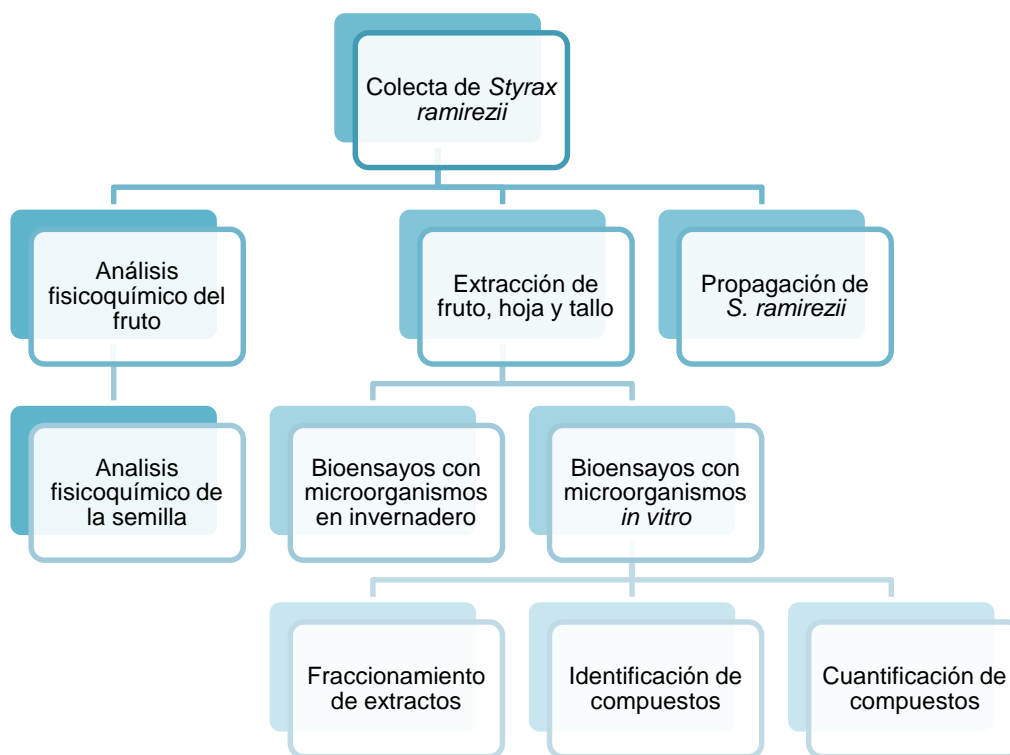 Colecta de Styrax
ramirezii
Análisis
fisicoquímico del
fruto
Extracción de
fruto, hoja y tallo
Propagación de
S. ramirezii
Analisis
fisicoquímico de
la semilla
Bioensayos con
microorganismos
en invernadero
Bioensayos con
microorganismos
in vitro
Fraccionamiento
de extractos
Identificación de
compuestos
Cuantificación de
compuestos